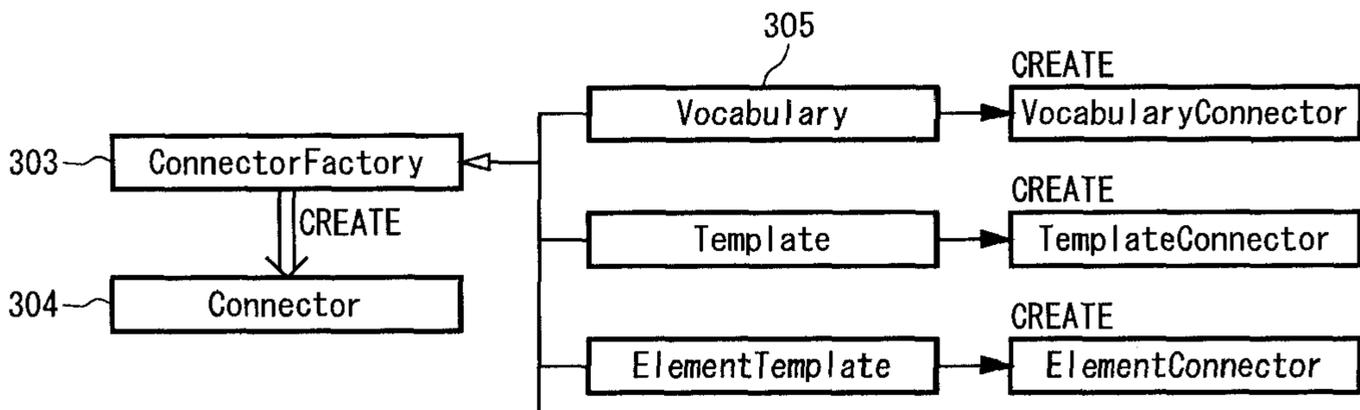 305
CREATE
Vocabulary
VocabularyConnector
303
ConnectorFactory
CREATE
CREATE
Template
TemplateConnector
304
Connector
CREATE
ElementTemplate
ElementConnector